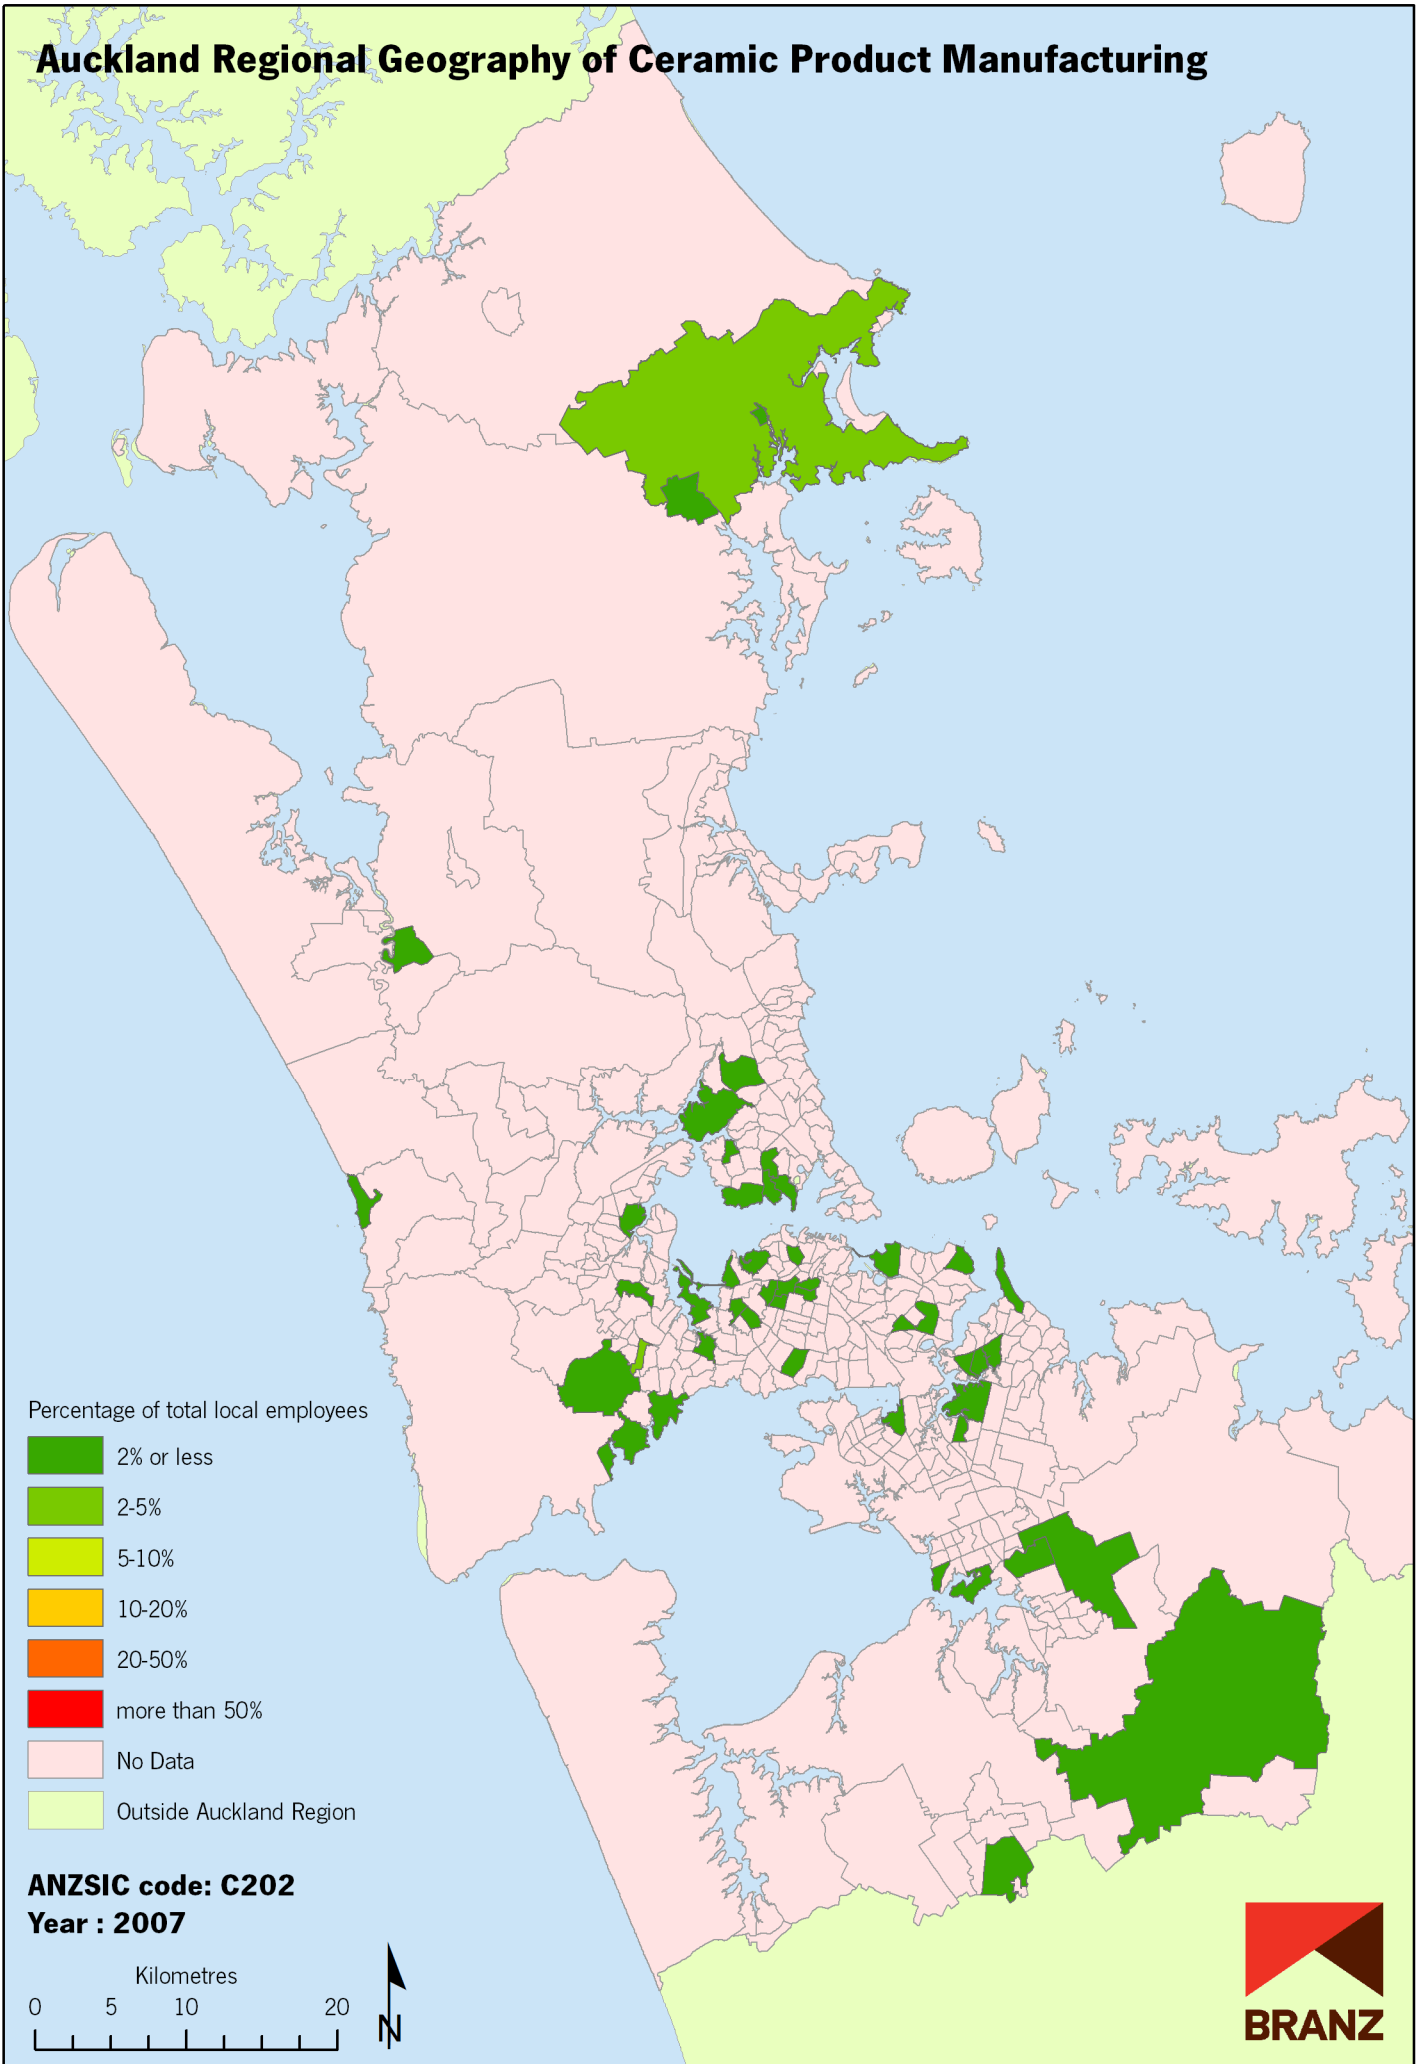 Auckland Regional Geography of Ceramic Product Manufacturing
Percentage of total local employees
2% or less
2-5%
5-10%
10-20%
20-50%
more than 50%
No Data
Outside Auckland Region
ANZSIC code: C202
Year : 2007
Kilometres
0 5 10 20
N
BRANZ